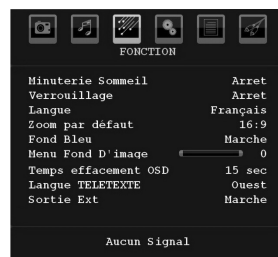 FONCTION
Minuterie Sommeil Arret
Verrouillage Arret
Langue Français
Zoom par défaut 16:9
Fond Bleu Marche
Menu Fond D'image 0
Temps effacement OSD 15 sec
Langue TELETEXTE Ouest
Sortie Ext Marche
Aucun Signal